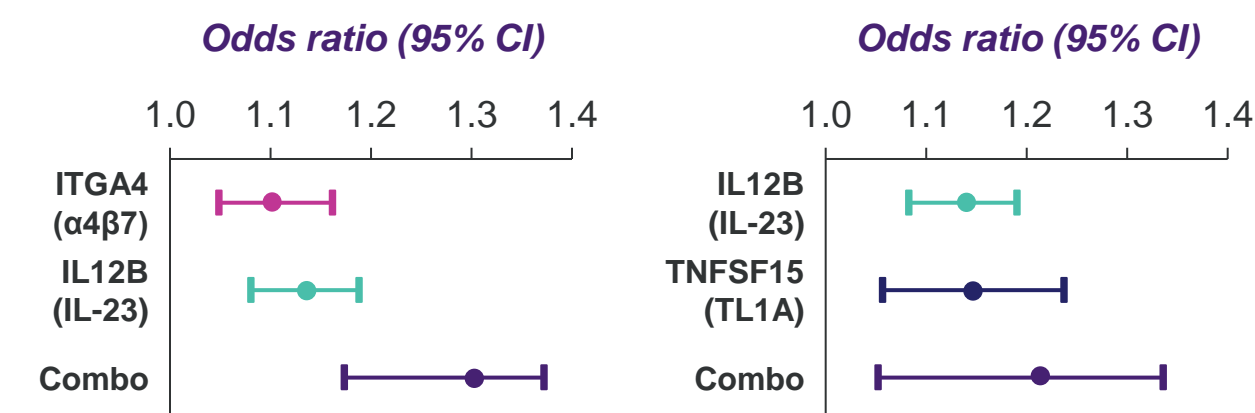 Odds ratio (95% CI)
1.0 1.1 1.2 1.3 1.4
ITGA4
(α4β7)
IL12B
(IL-23)
Combo
Odds ratio (95% CI)
1.0 1.1 1.2 1.3 1.4
IL12B
(IL-23)
TNFSF15
(TL1A)
Combo